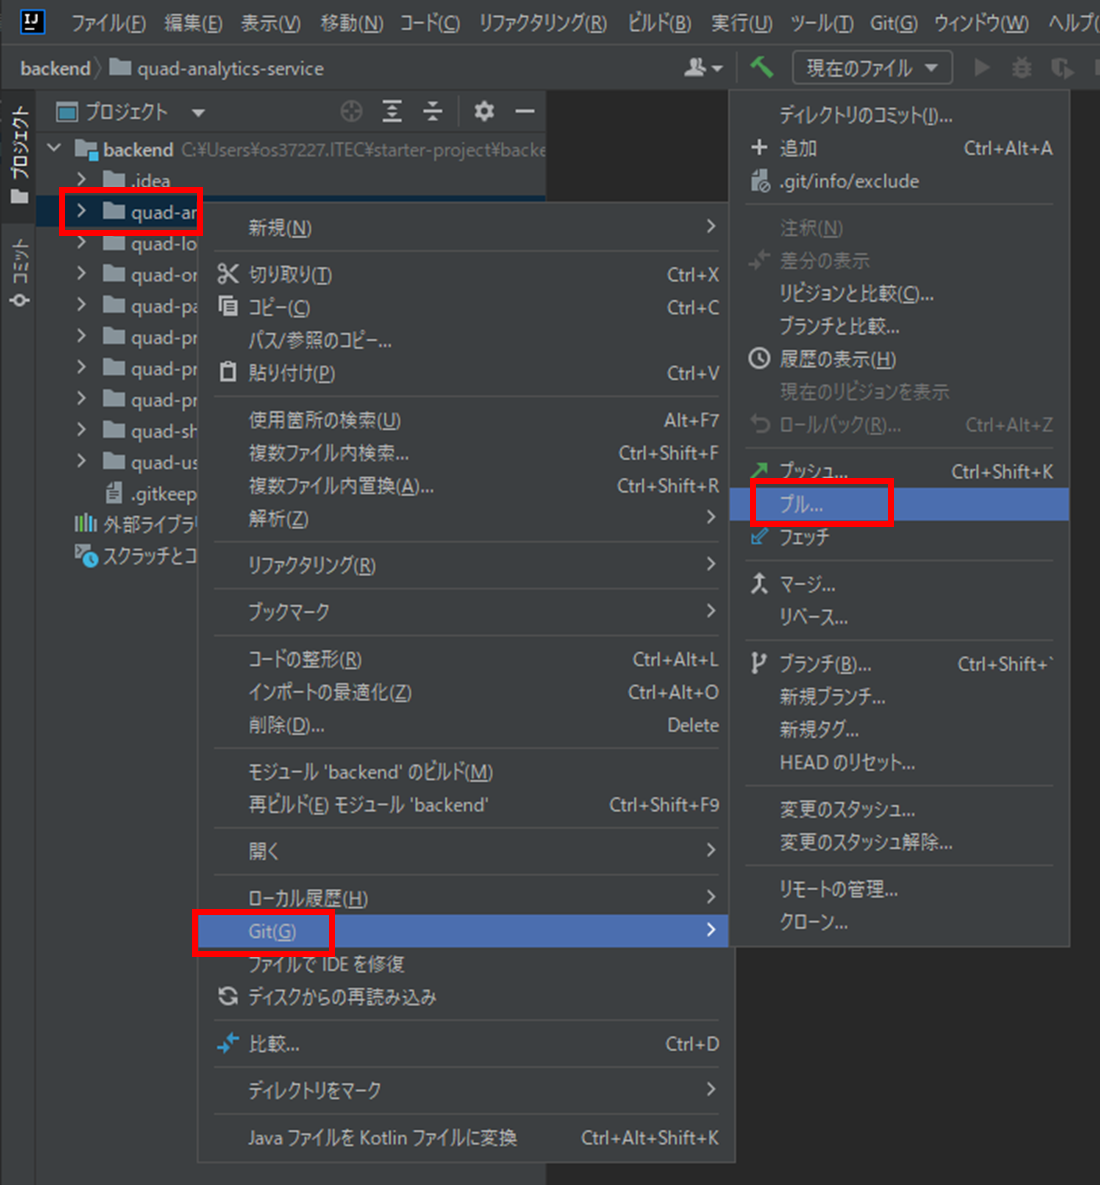 IJ ファイル(F) 編集(E) 表示(V) 移動(N) コード(C) リファクタリング(R) ビルド(B) 実行(U) ツール(T) Git(G) ウィンドウ(W) ヘルプ(
backend quad-analytics-service 現在のファイル
プロジェクト
プロジェクト
コミット
backend C:¥Users¥os37227.ITEC¥starter-project¥backe
.idea
quad-an
quad-lo
quad-or
quad-pa
quad-pr
quad-pr
quad-pr
quad-sh
quad-us
.gitkeep
外部ライブラリ
スクラッチとコ
新規(N)
切り取り(T) Ctrl+X
コピー(C) Ctrl+C
パス/参照のコピー...
貼り付け(P) Ctrl+V
使用箇所の検索(U) Alt+F7
複数ファイル内検索... Ctrl+Shift+F
複数ファイル内置換(A)... Ctrl+Shift+R
解析(Z)
リファクタリング(R)
ブックマーク
コードの整形(R) Ctrl+Alt+L
インポートの最適化(Z) Ctrl+Alt+O
削除(D)... Delete
モジュール 'backend' のビルド(M)
再ビルド(E) モジュール 'backend' Ctrl+Shift+F9
開く
ローカル履歴(H)
Git(G)
ファイルで IDE を修復
ディスクからの再読み込み
比較... Ctrl+D
ディレクトリをマーク
Java ファイルを Kotlin ファイルに変換 Ctrl+Alt+Shift+K
ディレクトリのコミット(I)...
追加 Ctrl+Alt+A
.git/info/exclude
注釈(N)
差分の表示
リビジョンと比較(C)...
ブランチと比較...
履歴の表示(H)
現在のリビジョンを表示
ロールバック(R)... Ctrl+Alt+Z
プッシュ... Ctrl+Shift+K
プル...
フェッチ
マージ...
リベース...
ブランチ(B)... Ctrl+Shift+`
新規ブランチ...
新規タグ...
HEAD のリセット...
変更のスタッシュ...
変更のスタッシュ解除...
リモートの管理...
クローン...